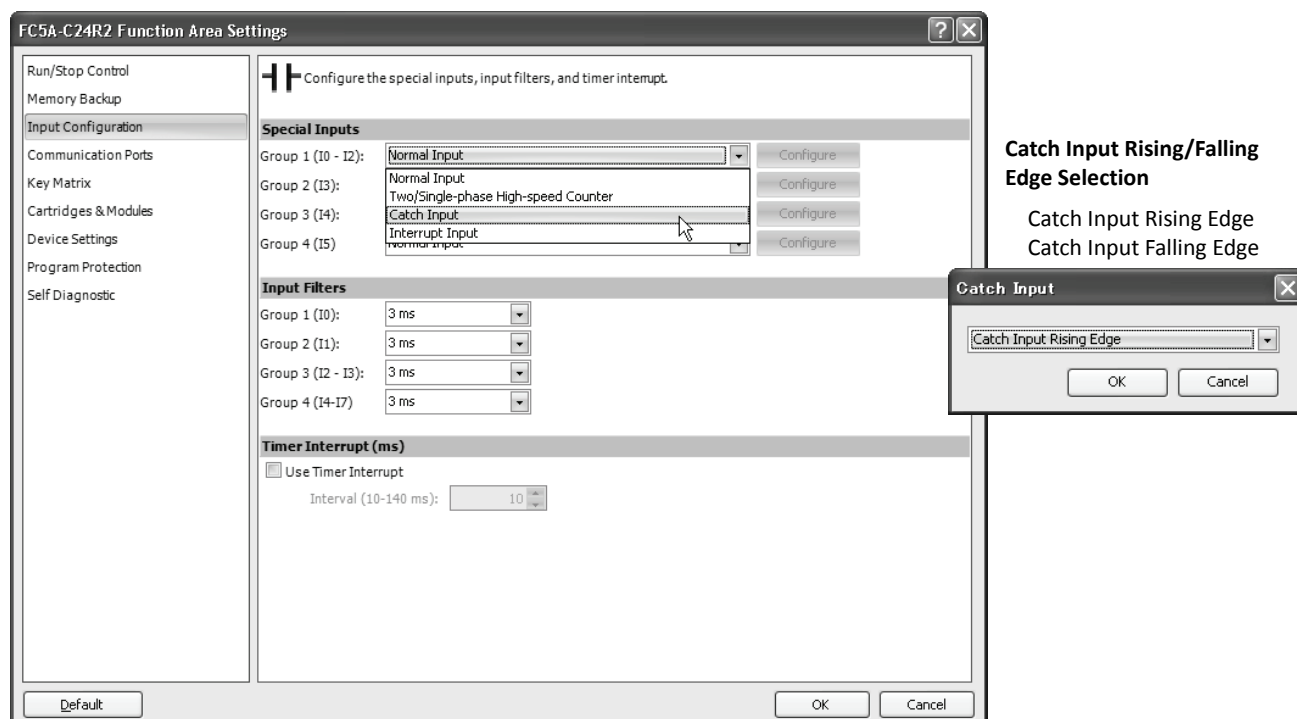 FC5A-C24R2 Function Area Settings
Run/Stop Control
Memory Backup
Input Configuration
Communication Ports
Key Matrix
Cartridges & Modules
Device Settings
Program Protection
Self Diagnostic
Configure the special inputs, input filters, and timer interrupt.
Special Inputs
Group 1 (I0 - I2): Normal Input Configure
Normal Input
Group 2 (I3): Configure
Two/Single-phase High-speed Counter
Group 3 (I4): Catch Input Configure
Interrupt Input
Group 4 (I5) Normal Input Configure
Input Filters
Group 1 (I0): 3 ms
Group 2 (I1): 3 ms
Group 3 (I2 - I3): 3 ms
Group 4 (I4-I7) 3 ms
Timer Interrupt (ms)
Use Timer Interrupt
Interval (10-140 ms): 10
Default
OK Cancel
Catch Input Rising/Falling
Edge Selection
Catch Input Rising Edge
Catch Input Falling Edge
Catch Input
Catch Input Rising Edge
OK Cancel